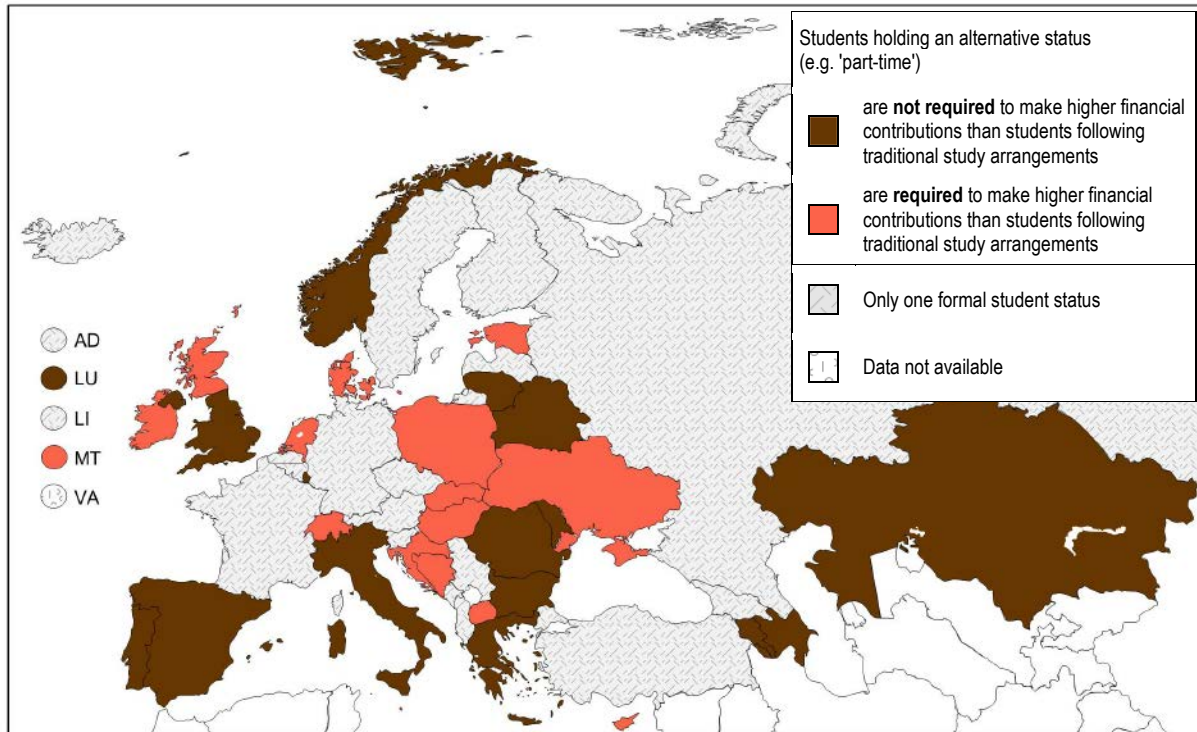 Students holding an alternative status
(e.g. 'part-time')
are not required to make higher financial
contributions than students following
traditional study arrangements
are required to make higher financial
contributions than students following
traditional study arrangements
Only one formal student status
Data not available
AD
LU
LI
MT
VA